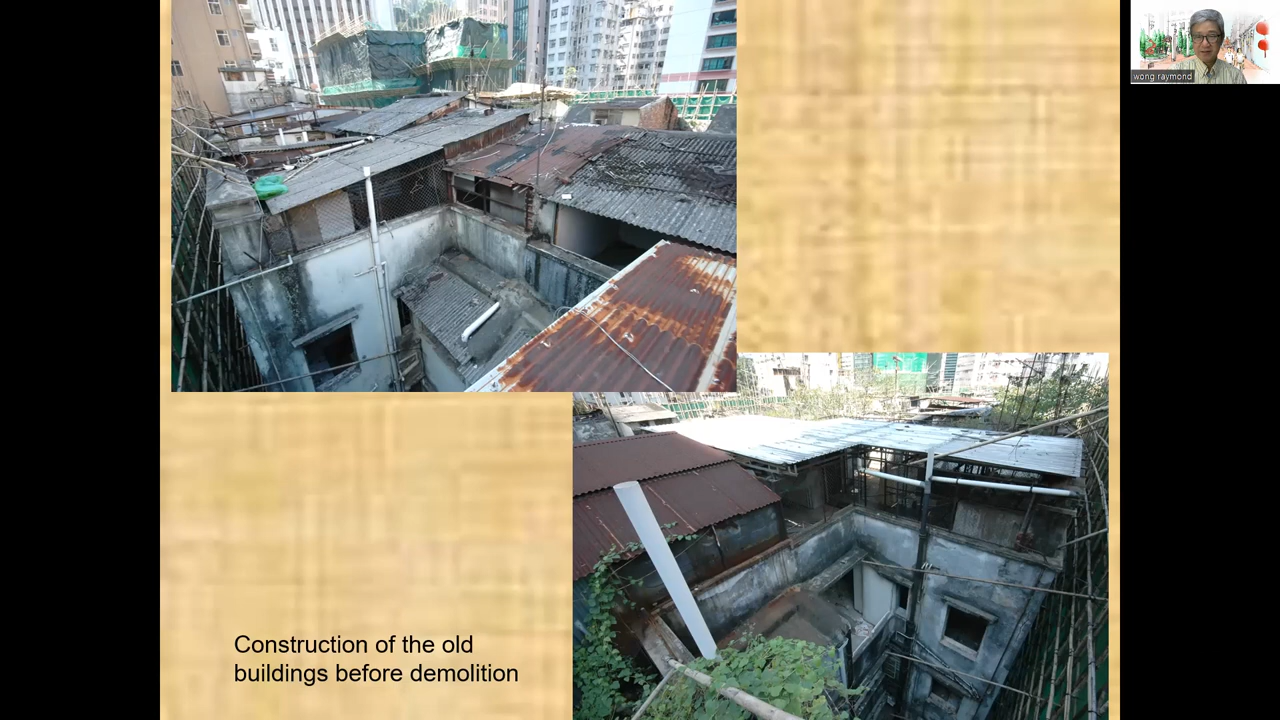 wong raymond
Construction of the old
buildings before demolition